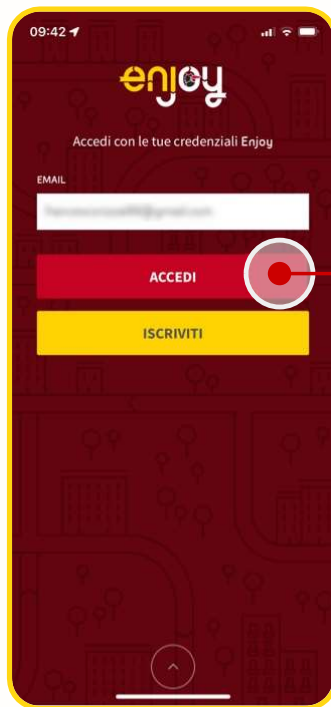 09:42
enjoy
Accedi con le tue credenziali Enjoy
EMAIL
ACCEDI
ISCRIVITI